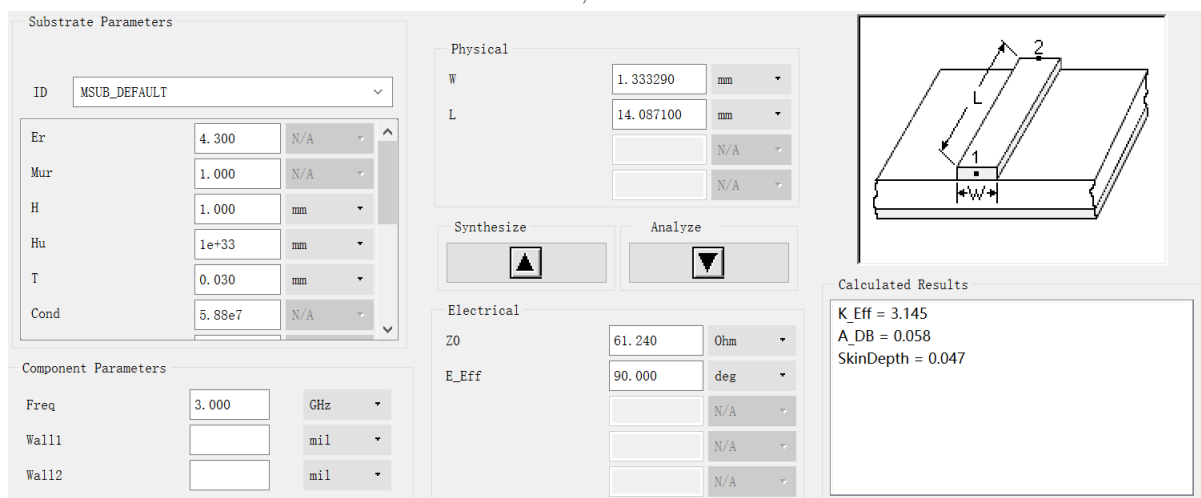 Substrate Parameters
ID MSUB_DEFAULT
Er 4.300 N/A
Mur 1.000 N/A
H 1.000 mm
Hu 1e+33 mm
T 0.030 mm
Cond 5.88e7 N/A
Component Parameters
Freq 3.000 GHz
Wall1 mil
Wall2 mil
Physical
W 1.333290 mm
L 14.087100 mm
N/A
N/A
Synthesize Analyze
Electrical
Z0 61.240 Ohm
E_Eff 90.000 deg
N/A
N/A
N/A
2
L
1
W
Calculated Results
K_Eff = 3.145
A_DB = 0.058
SkinDepth = 0.047